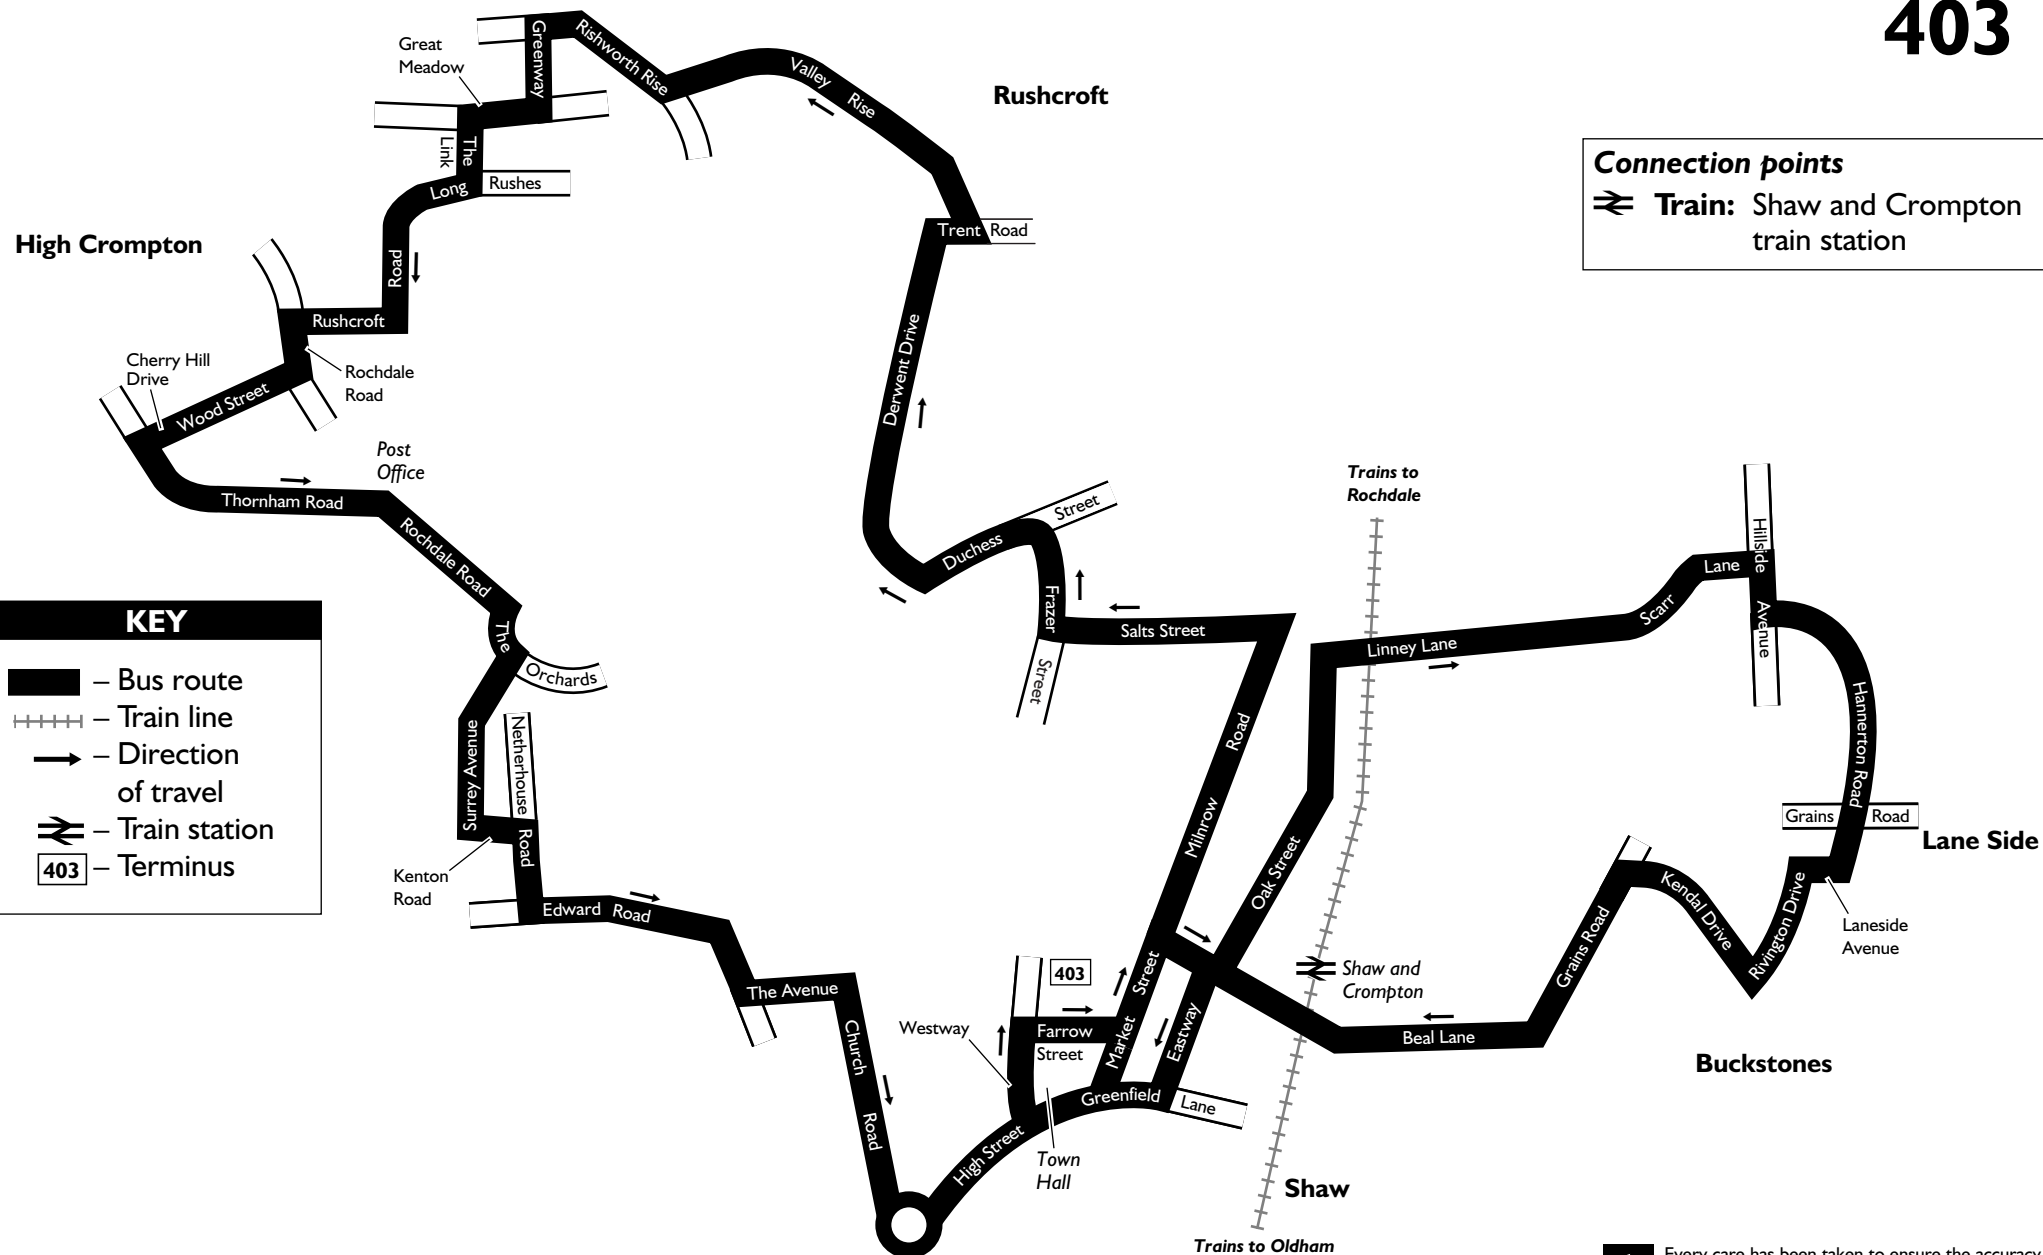 403
Rushcroft
Connection points
Train: Shaw and Crompton
train station
High Crompton
Great
Meadow
Greenway
Rishworth Rise
Valley Rise
The
Link
Long
Rushes
Road
Trent Road
Derwent Drive
Rushcroft
Rochdale
Road
Cherry Hill
Drive
Wood Street
Post
Office
Thornham Road
Rochdale Road
The
Orchards
Surrey Avenue
Netherhouse
Road
Kenton
Road
Edward Road
The Avenue
Church
Road
High Street
Westway
Farrow
Street
403
Town
Hall
Greenfield
Lane
Market
Street
Eastway
Milnrow
Road
Salts Street
Frazer
Street
Duchess
Street
Oak Street
Linney Lane
Scarr
Lane
Hillside
Avenue
Hannerton Road
Grains Road
Lane Side
Laneside
Avenue
Rivington Drive
Kendal Drive
Grains Road
Beal Lane
Buckstones
Shaw and
Crompton
Trains to
Rochdale
Shaw
Trains to Oldham
KEY
– Bus route
– Train line
– Direction
of travel
– Train station
403 – Terminus
Every care has been taken to ensure the accuracy